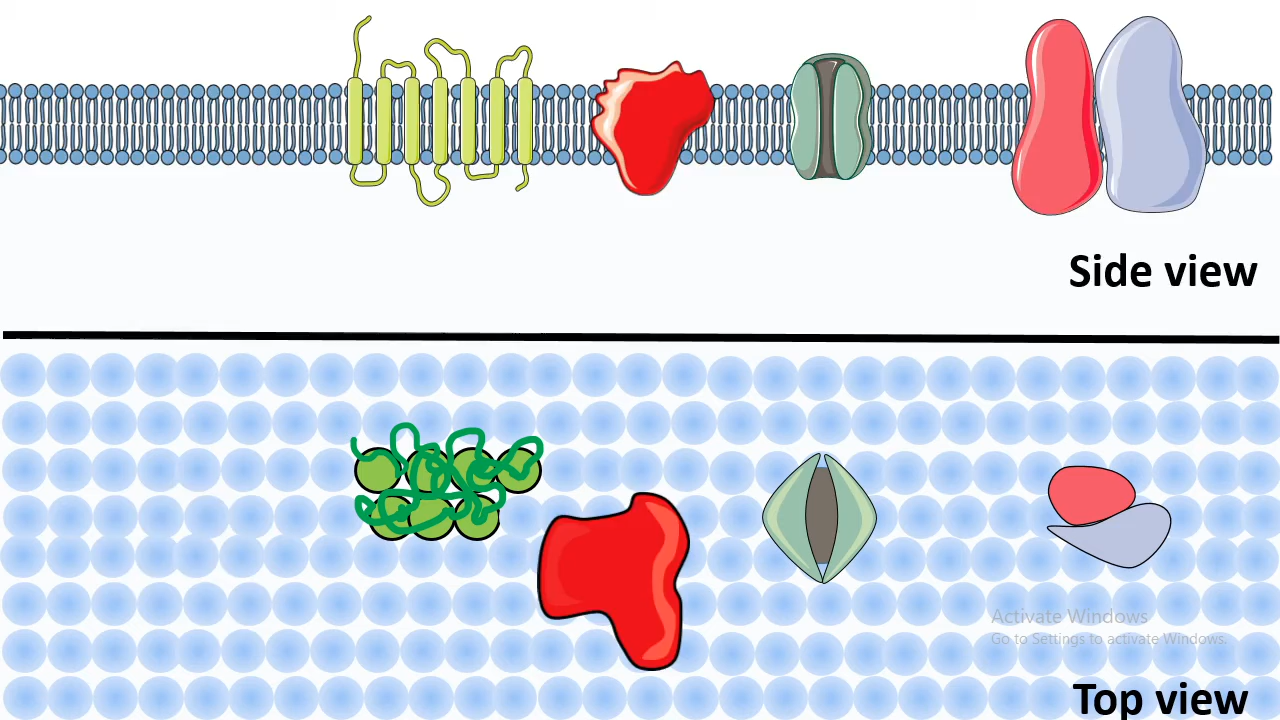 Side view
Activate Windows
Go to Settings to activate Windows.
Top view